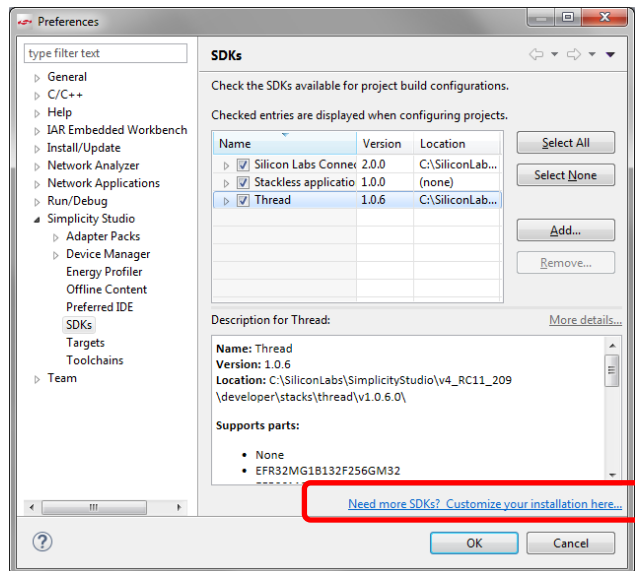 Preferences
type filter text
General
C/C++
Help
IAR Embedded Workbench
Install/Update
Network Analyzer
Network Applications
Run/Debug
Simplicity Studio
Adapter Packs
Device Manager
Energy Profiler
Offline Content
Preferred IDE
SDKs
Targets
Toolchains
Team
SDKs
Check the SDKs available for project build configurations.
Checked entries are displayed when configuring projects.
Name Version Location
Silicon Labs Connec 2.0.0 C:\SiliconLab...
Stackless applicatio 1.0.0 (none)
Thread 1.0.6 C:\SiliconLab...
Select All
Select None
Add...
Remove...
Description for Thread:
More details...
Name: Thread
Version: 1.0.6
Location: C:\SiliconLabs\SimplicityStudio\v4_RC11_209
\developer\stacks\thread\v1.0.6.0\
Supports parts:
• None
• EFR32MG1B132F256GM32
Need more SDKs? Customize your installation here...
OK
Cancel